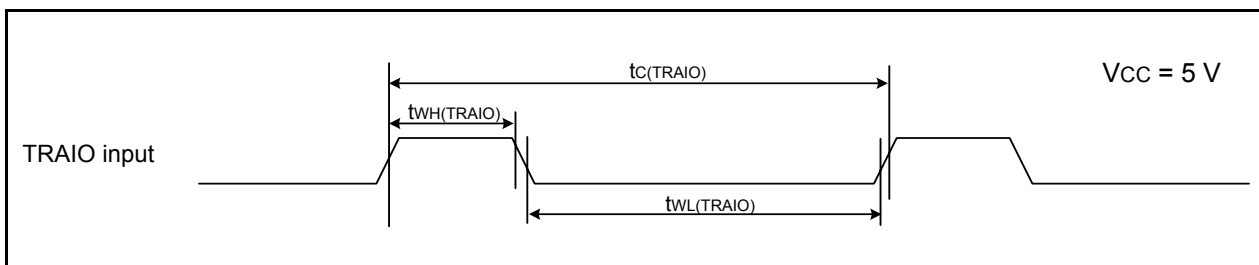 tC(TRAIO)
VCC = 5 V
tWH(TRAIO)
TRAIO input
tWL(TRAIO)